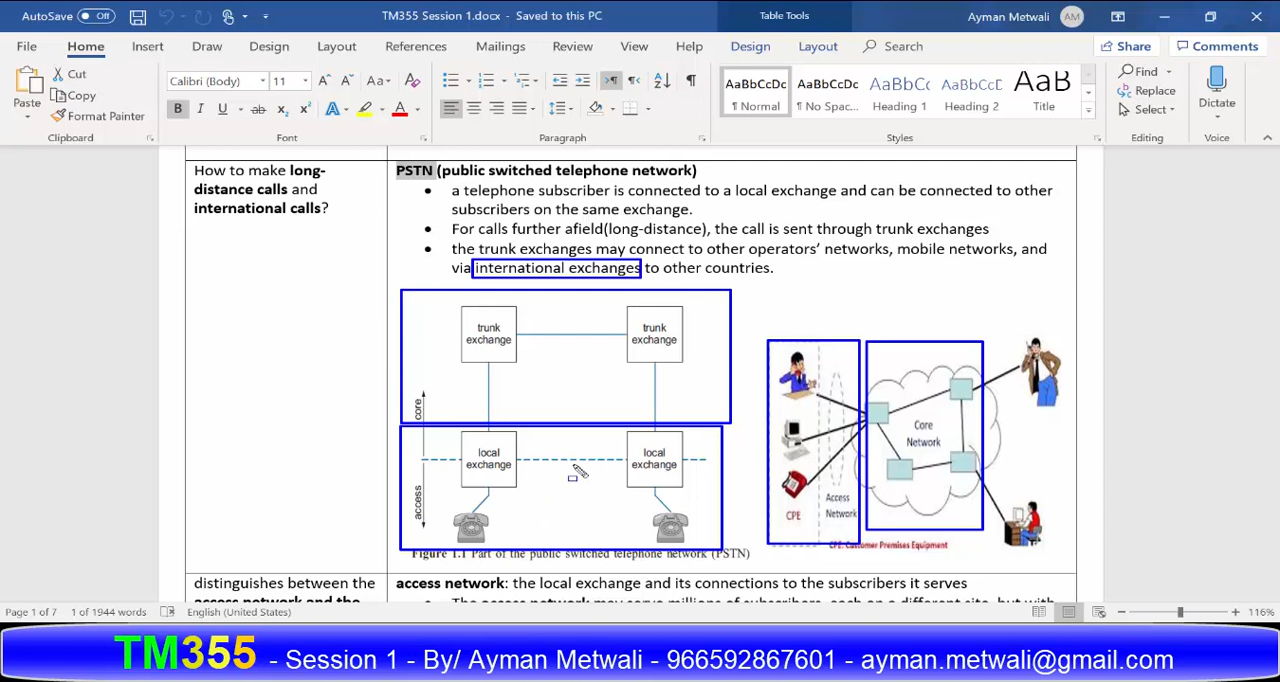 AutoSave Off TM355 Session 1.docx - Saved to this PC Table Tools Ayman Metwali AM
File Home Insert Draw Design Layout References Mailings Review View Help Design Layout Search Share Comments
Paste
Cut
Copy
Format Painter
Clipboard
Calibri (Body) 11
Font
Paragraph
AaBbCcDc AaBbCcDc AaBbCc AaBbCcC AaB
¶ Normal ¶ No Spac... Heading 1 Heading 2 Title
Styles
Find
Replace
Select
Editing
Dictate
Voice
How to make long-
distance calls and
international calls?
PSTN (public switched telephone network)
• a telephone subscriber is connected to a local exchange and can be connected to other
subscribers on the same exchange.
• For calls further afield(long-distance), the call is sent through trunk exchanges
• the trunk exchanges may connect to other operators’ networks, mobile networks, and
via international exchanges to other countries.
trunk
exchange
trunk
exchange
core
access
local
exchange
local
exchange
Figure 1.1 Part of the public switched telephone network (PSTN)
Core
Network
CPE
Access
Network
CPE: Customer Premises Equipment
distinguishes between the
access network: the local exchange and its connections to the subscribers it serves
Page 1 of 7 1 of 1944 words English (United States) 116%
TM355 - Session 1 - By/ Ayman Metwali - 966592867601 - ayman.metwali@gmail.com